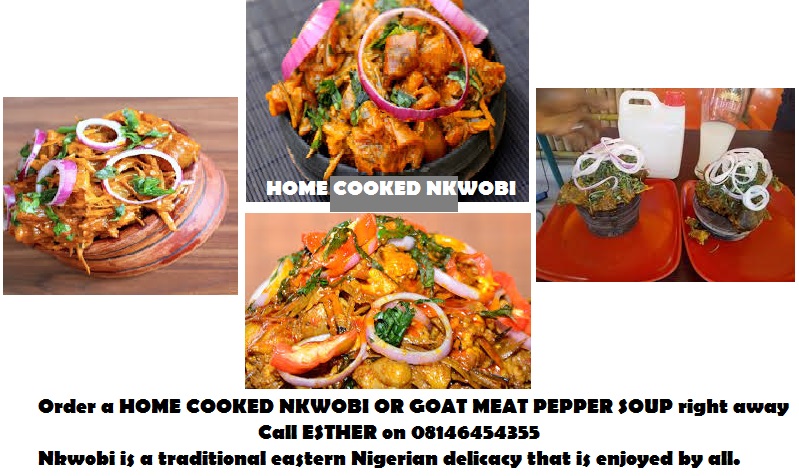 HOME COOKED NKWOBI
Order a HOME COOKED NKWOBI OR GOAT MEAT PEPPER SOUP right away
Call ESTHER on 08146454355
Nkwobi is a traditional eastern Nigerian delicacy that is enjoyed by all.